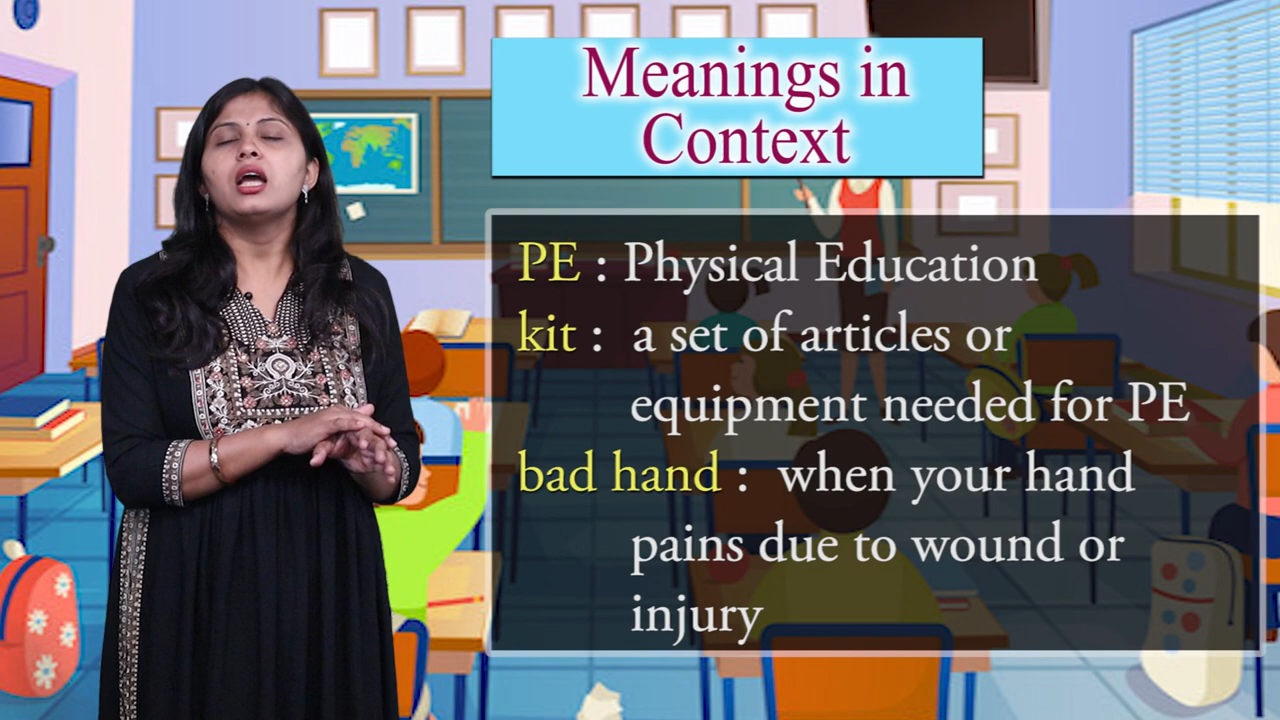 Meanings in
Context
PE : Physical Education
kit : a set of articles or
equipment needed for PE
bad hand : when your hand
pains due to wound or
injury